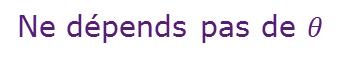 Ne dépends pas de θ